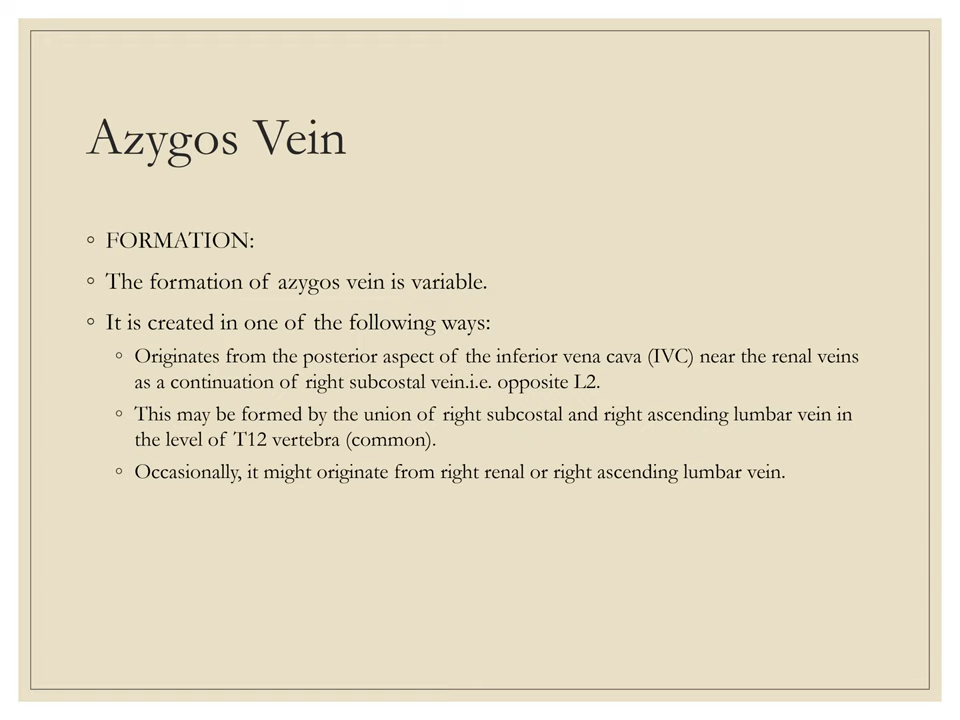 Azygos Vein
◦ FORMATION:
◦ The formation of azygos vein is variable.
◦ It is created in one of the following ways:
◦ Originates from the posterior aspect of the inferior vena cava (IVC) near the renal veins
as a continuation of right subcostal vein.i.e. opposite L2.
◦ This may be formed by the union of right subcostal and right ascending lumbar vein in
the level of T12 vertebra (common).
◦ Occasionally, it might originate from right renal or right ascending lumbar vein.